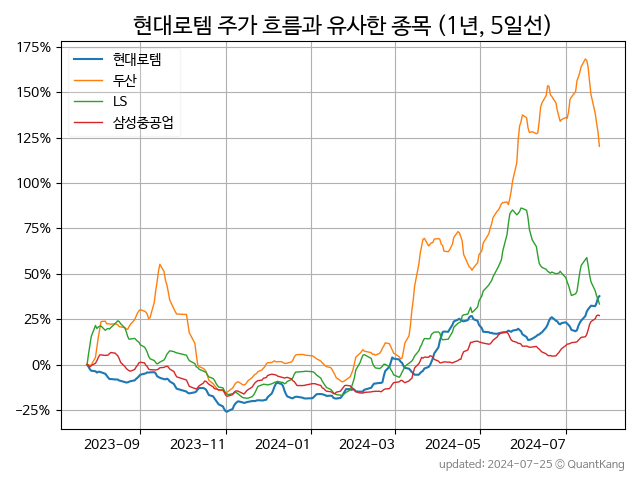 현대로템 주가 흐름과 유사한 종목 (1년, 5일선)
현대로템
두산
LS
삼성중공업
175%
150%
125%
100%
75%
50%
25%
0%
−25%
2023-09
2023-11
2024-01
2024-03
2024-05
2024-07
updated: 2024-07-25 © QuantKang